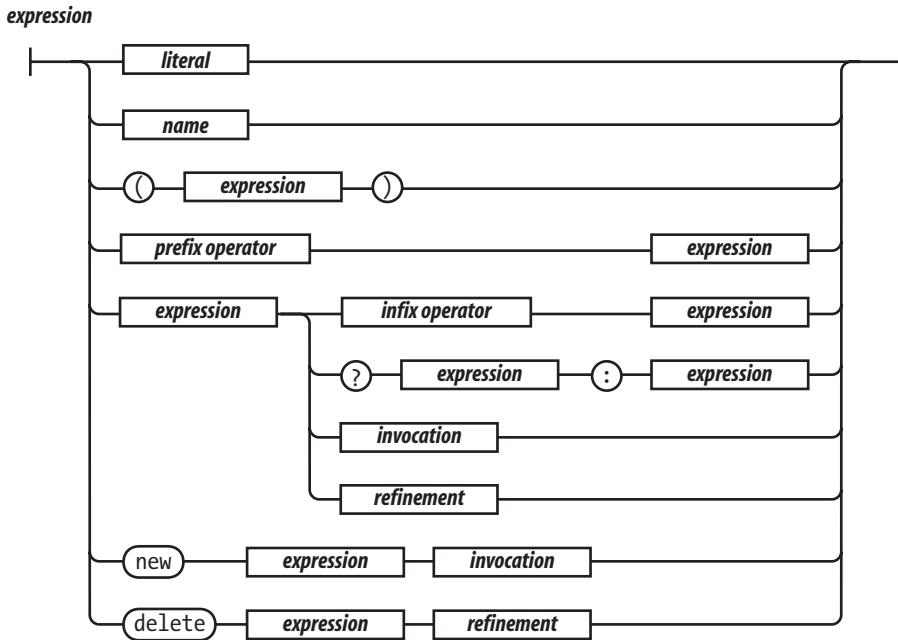 expression
literal
name
( expression )
prefix operator expression
expression infix operator expression
? expression : expression
invocation
refinement
new expression invocation
delete expression refinement